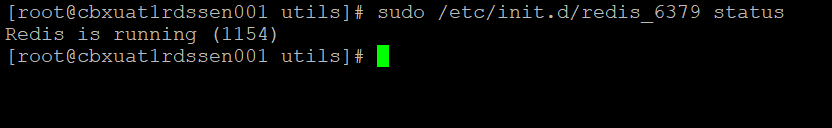 [root@cbxuat1rdssen001 utils]# sudo /etc/init.d/redis_6379 status
Redis is running (1154)
[root@cbxuat1rdssen001 utils]#